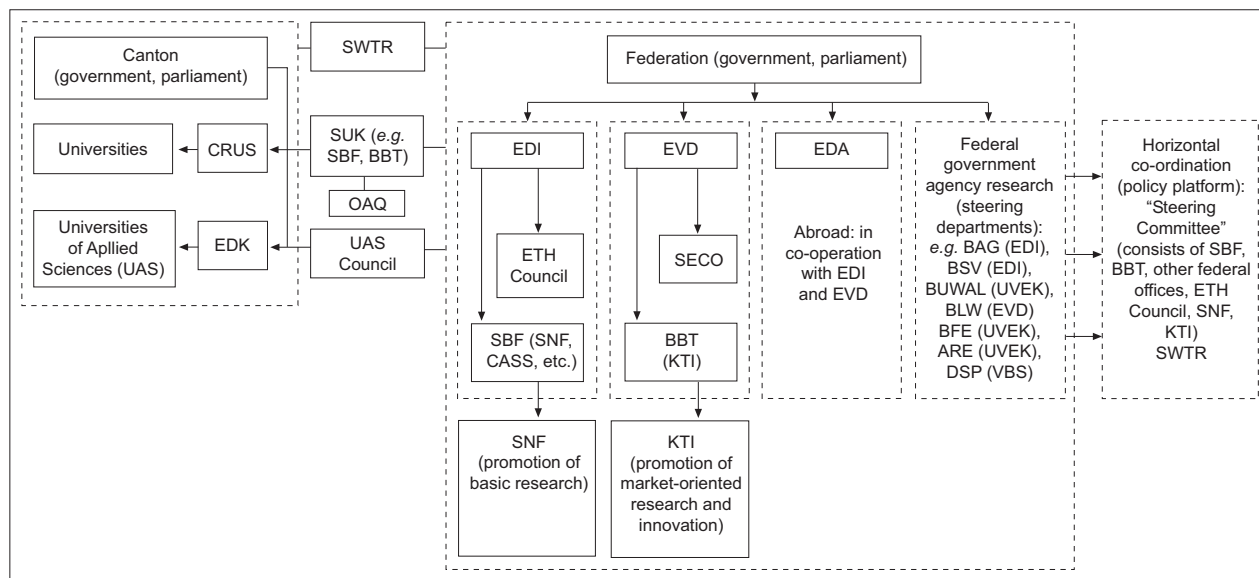 Canton
(government, parliament)
SWTR
Federation (government, parliament)
Universities
CRUS
SUK (e.g.
SBF, BBT)
OAQ
Universities
of Apllied
Sciences (UAS)
EDK
UAS
Council
EDI
ETH
Council
SBF (SNF,
CASS, etc.)
SNF
(promotion of
basic research)
EVD
SECO
BBT
(KTI)
KTI
(promotion of
market-oriented
research and
innovation)
EDA
Abroad: in
co-operation
with EDI
and EVD
Federal
government
agency research
(steering
departments):
e.g. BAG (EDI),
BSV (EDI),
BUWAL (UVEK),
BLW (EVD)
BFE (UVEK),
ARE (UVEK),
DSP (VBS)
Horizontal
co-ordination
(policy platform):
“Steering
Committee”
(consists of SBF,
BBT, other federal
offices, ETH
Council, SNF,
KTI)
SWTR